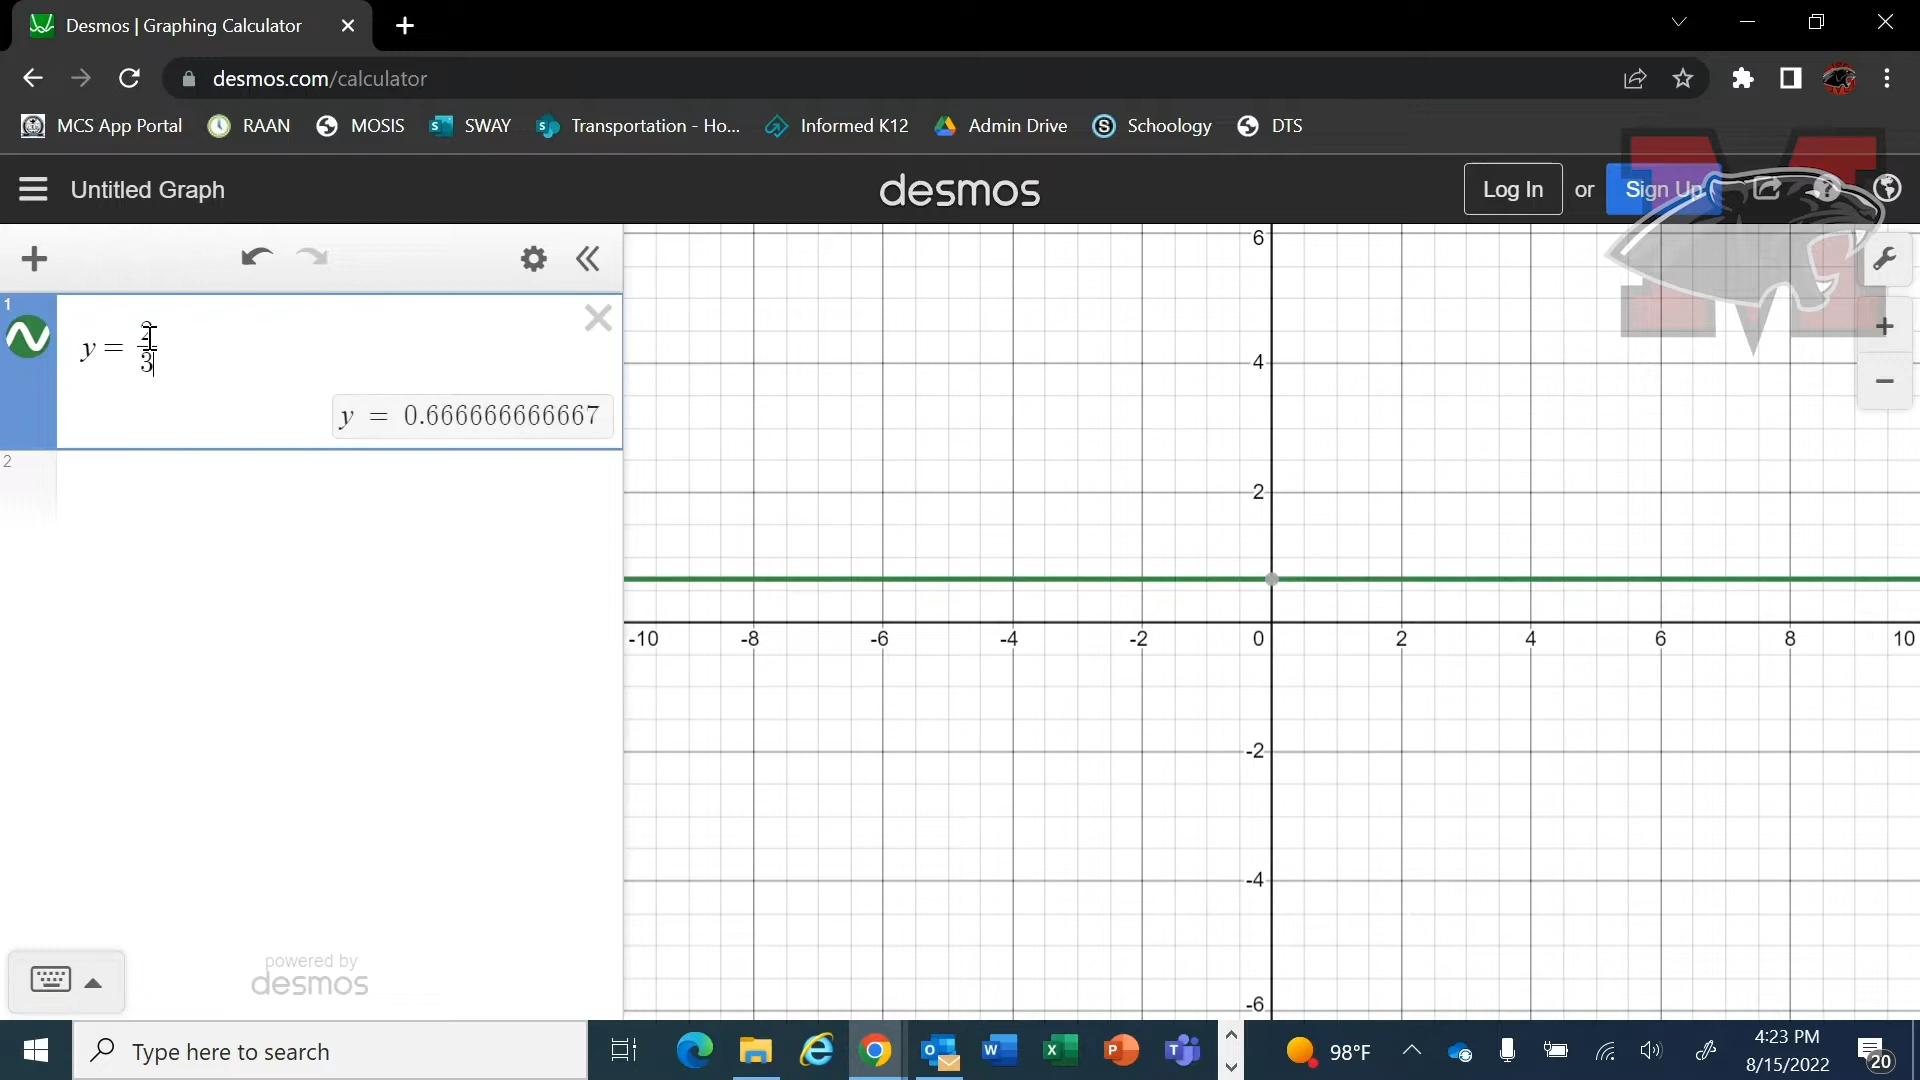 Desmos | Graphing Calculator
desmos.com/calculator
MCS App Portal RAAN MOSIS SWAY Transportation - Ho... Informed K12 Admin Drive Schoology DTS
Untitled Graph desmos Log In or Sign Up
1
y = 2/3
y = 0.666666666667
2
6
4
2
-10 -8 -6 -4 -2 0 2 4 6 8 10
-2
-4
-6
powered by
desmos
Type here to search 98°F 4:23 PM
8/15/2022 20